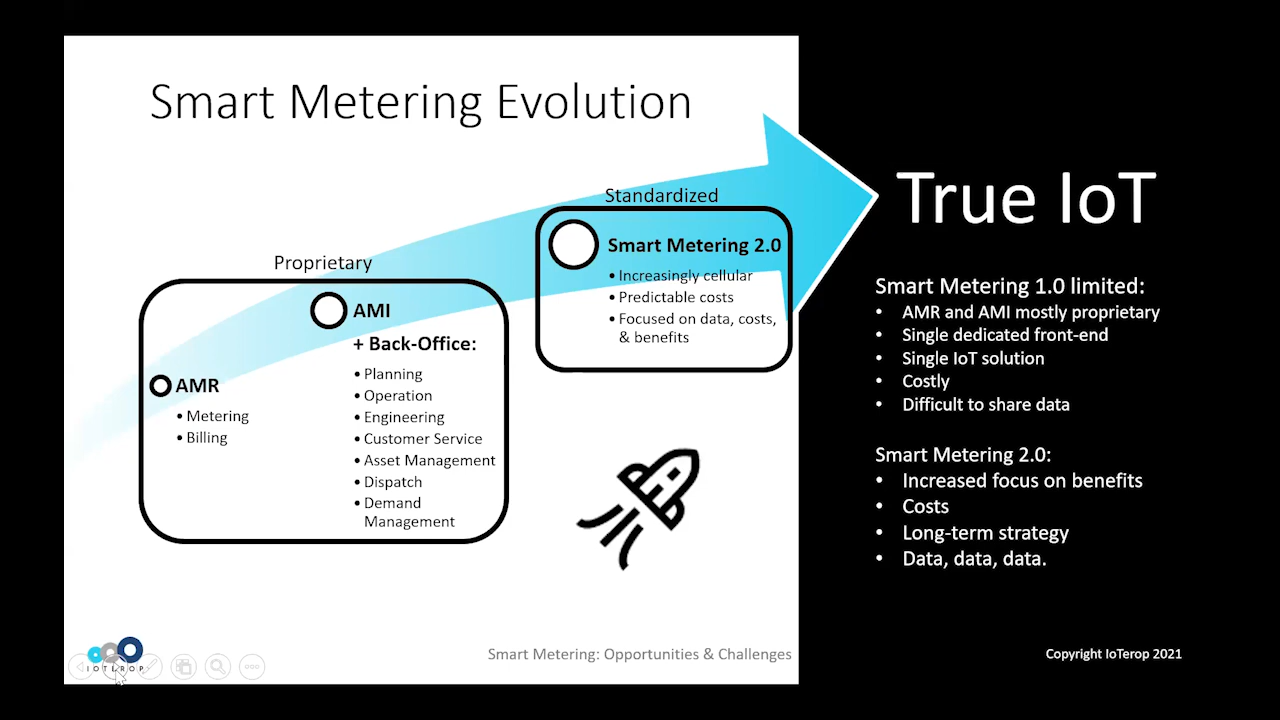 Smart Metering Evolution
Proprietary
AMR
• Metering
• Billing
AMI
+ Back-Office:
• Planning
• Operation
• Engineering
• Customer Service
• Asset Management
• Dispatch
• Demand
Management
Standardized
Smart Metering 2.0
• Increasingly cellular
• Predictable costs
• Focused on data, costs,
& benefits
True IoT
Smart Metering 1.0 limited:
• AMR and AMI mostly proprietary
• Single dedicated front-end
• Single IoT solution
• Costly
• Difficult to share data
Smart Metering 2.0:
• Increased focus on benefits
• Costs
• Long-term strategy
• Data, data, data.
IOTEROP
Smart Metering: Opportunities & Challenges
Copyright IoTerop 2021